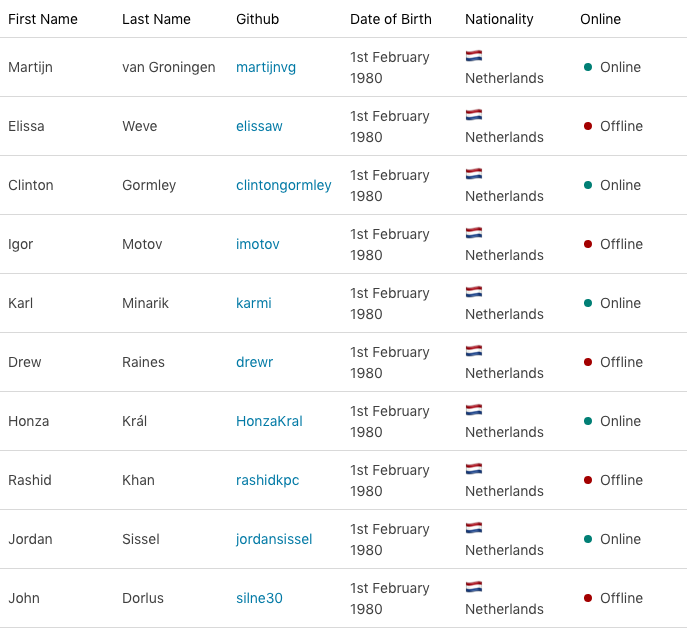 First Name Last Name Github Date of Birth Nationality Online
Martijn van Groningen martijnvg 1st February 1980 Netherlands Online
Elissa Weve elissaw 1st February 1980 Netherlands Offline
Clinton Gormley clintongormley 1st February 1980 Netherlands Online
Igor Motov imotov 1st February 1980 Netherlands Offline
Karl Minarik karmi 1st February 1980 Netherlands Online
Drew Raines drewr 1st February 1980 Netherlands Offline
Honza Král HonzaKral 1st February 1980 Netherlands Online
Rashid Khan rashidkpc 1st February 1980 Netherlands Offline
Jordan Sissel jordansissel 1st February 1980 Netherlands Online
John Dorlus silne30 1st February 1980 Netherlands Offline